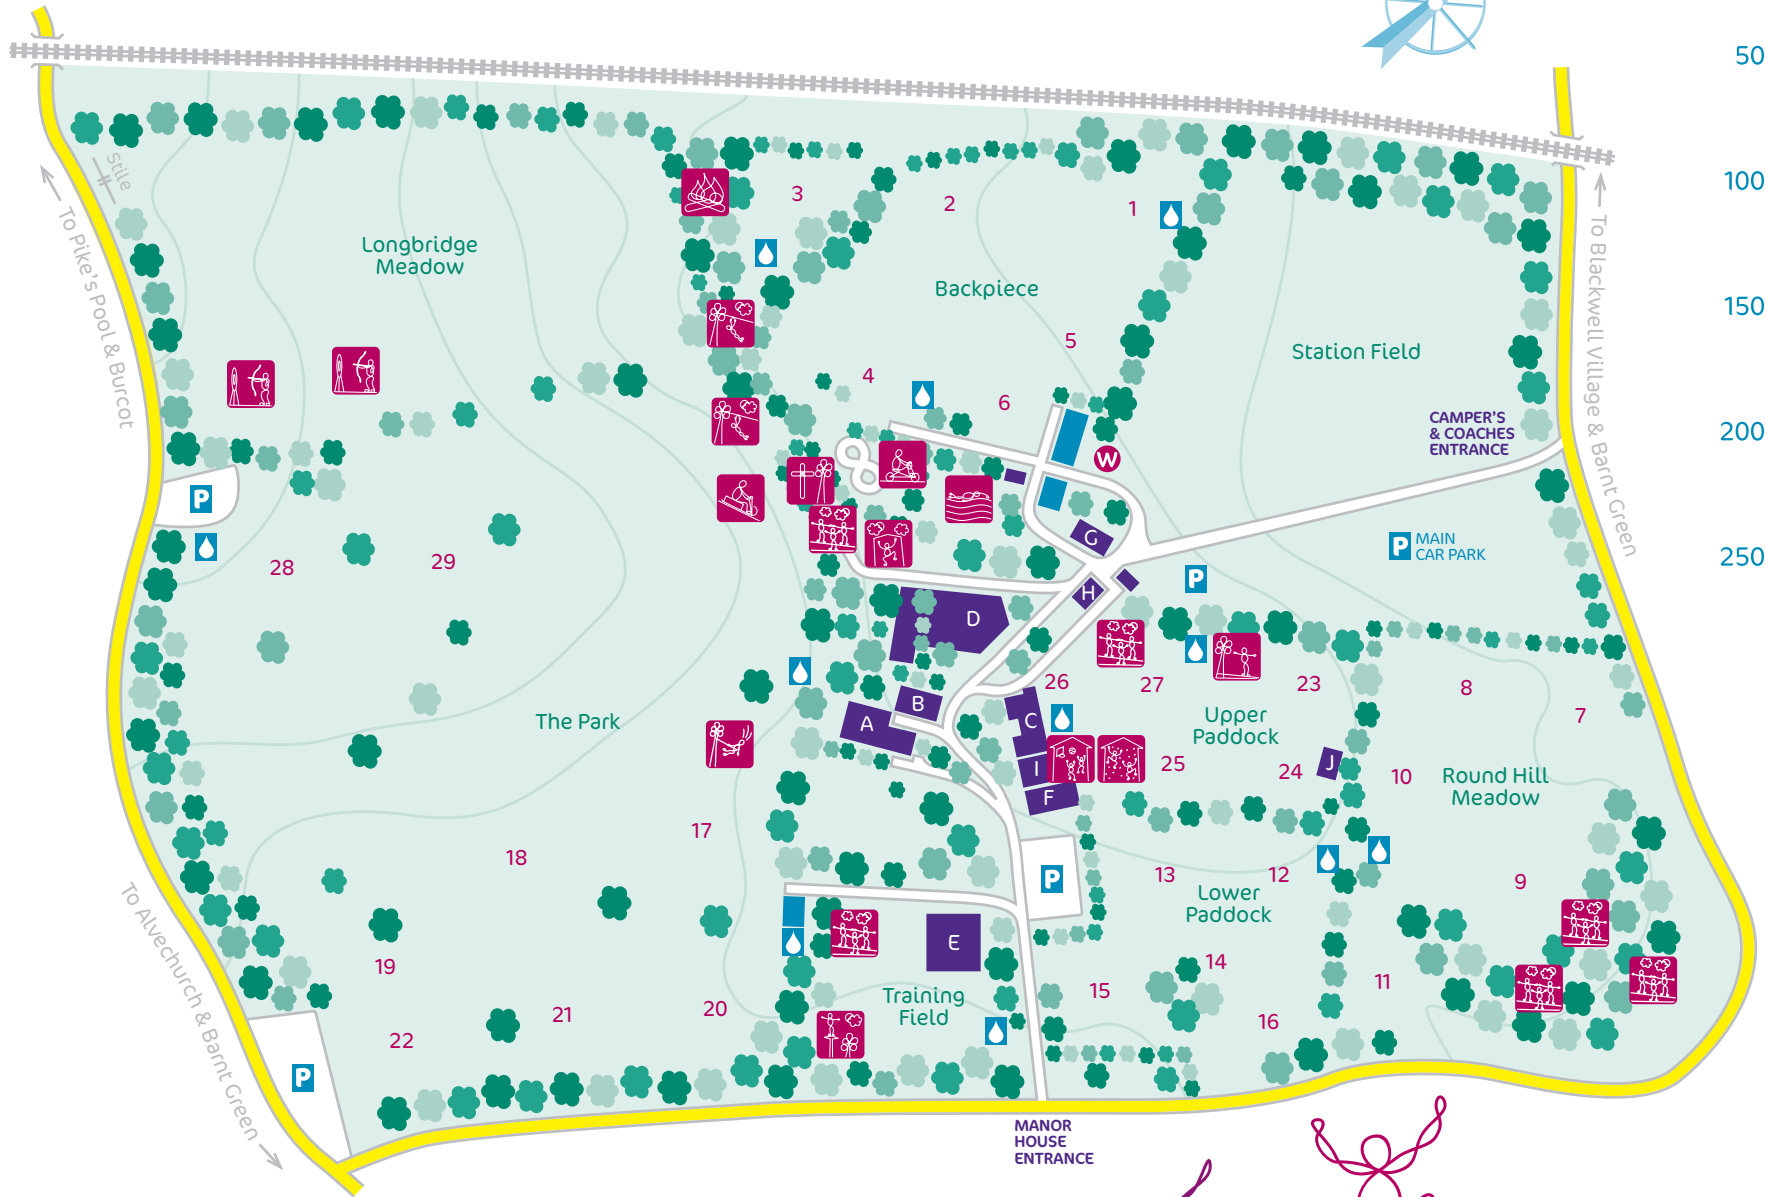 50
100
150
200
250
Stile
To Pike's Pool & Burcot
To Blackwell Village & Barnt Green
To Alvechurch & Barnt Green
3
2
1
Longbridge
Meadow
Backpiece
5
Station Field
4
6
CAMPER'S
& COACHES
ENTRANCE
W
P
G
P MAIN
CAR PARK
28
29
P
H
D
26
27
23
8
7
The Park
B
A
C
Upper
Paddock
I
25
24
J
10
Round Hill
Meadow
F
17
18
P
13
12
9
Lower
Paddock
E
19
14
11
15
Training
Field
21
20
16
22
P
MANOR
HOUSE
ENTRANCE